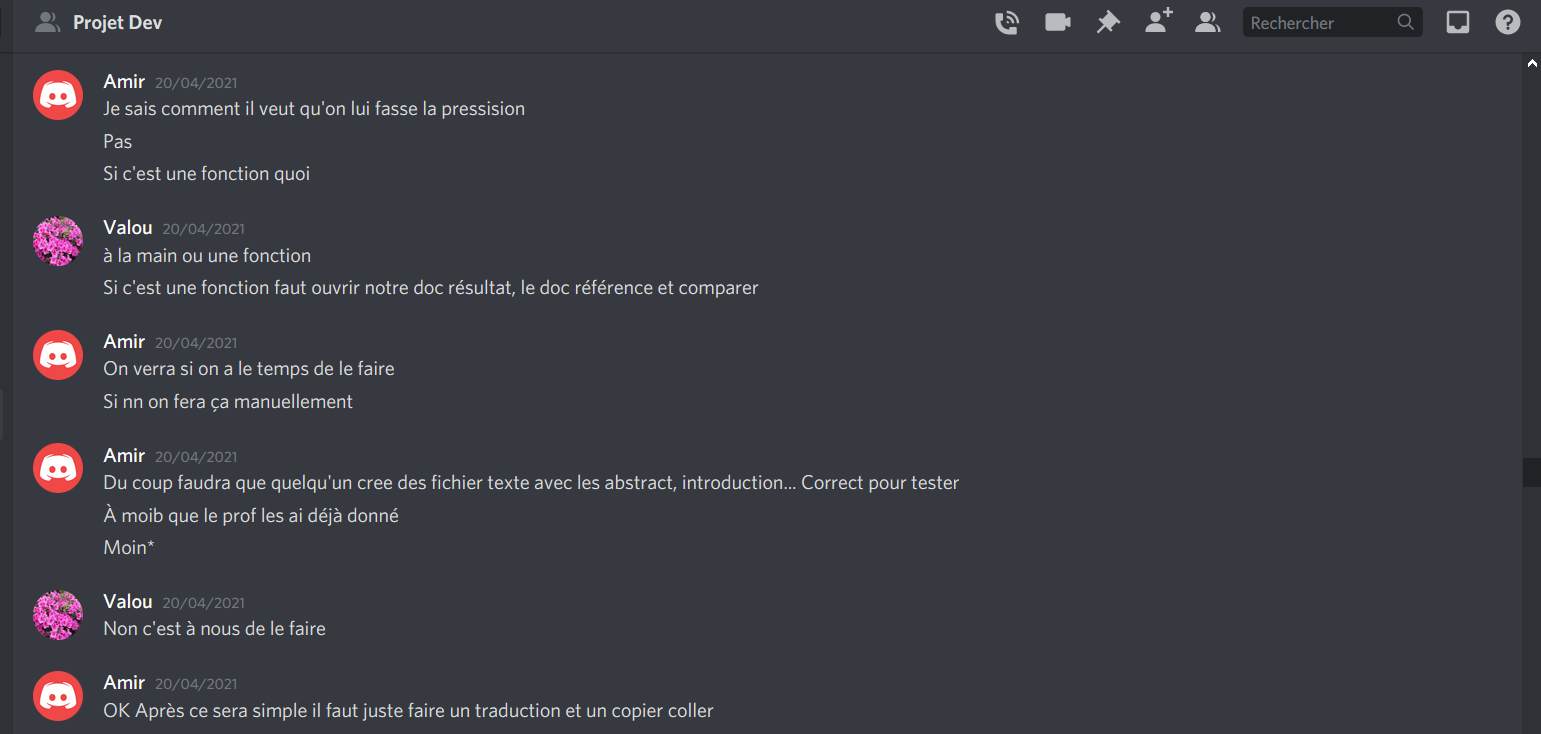 Projet Dev
Rechercher
Amir 20/04/2021
Je sais comment il veut qu'on lui fasse la pressision
Pas
Si c'est une fonction quoi
Valou 20/04/2021
à la main ou une fonction
Si c'est une fonction faut ouvrir notre doc résultat, le doc référence et comparer
Amir 20/04/2021
On verra si on a le temps de le faire
Si nn on fera ça manuellement
Amir 20/04/2021
Du coup faudra que quelqu'un cree des fichier texte avec les abstract, introduction... Correct pour tester
À moib que le prof les ai déjà donné
Moin*
Valou 20/04/2021
Non c'est à nous de le faire
Amir 20/04/2021
OK Après ce sera simple il faut juste faire un traduction et un copier coller